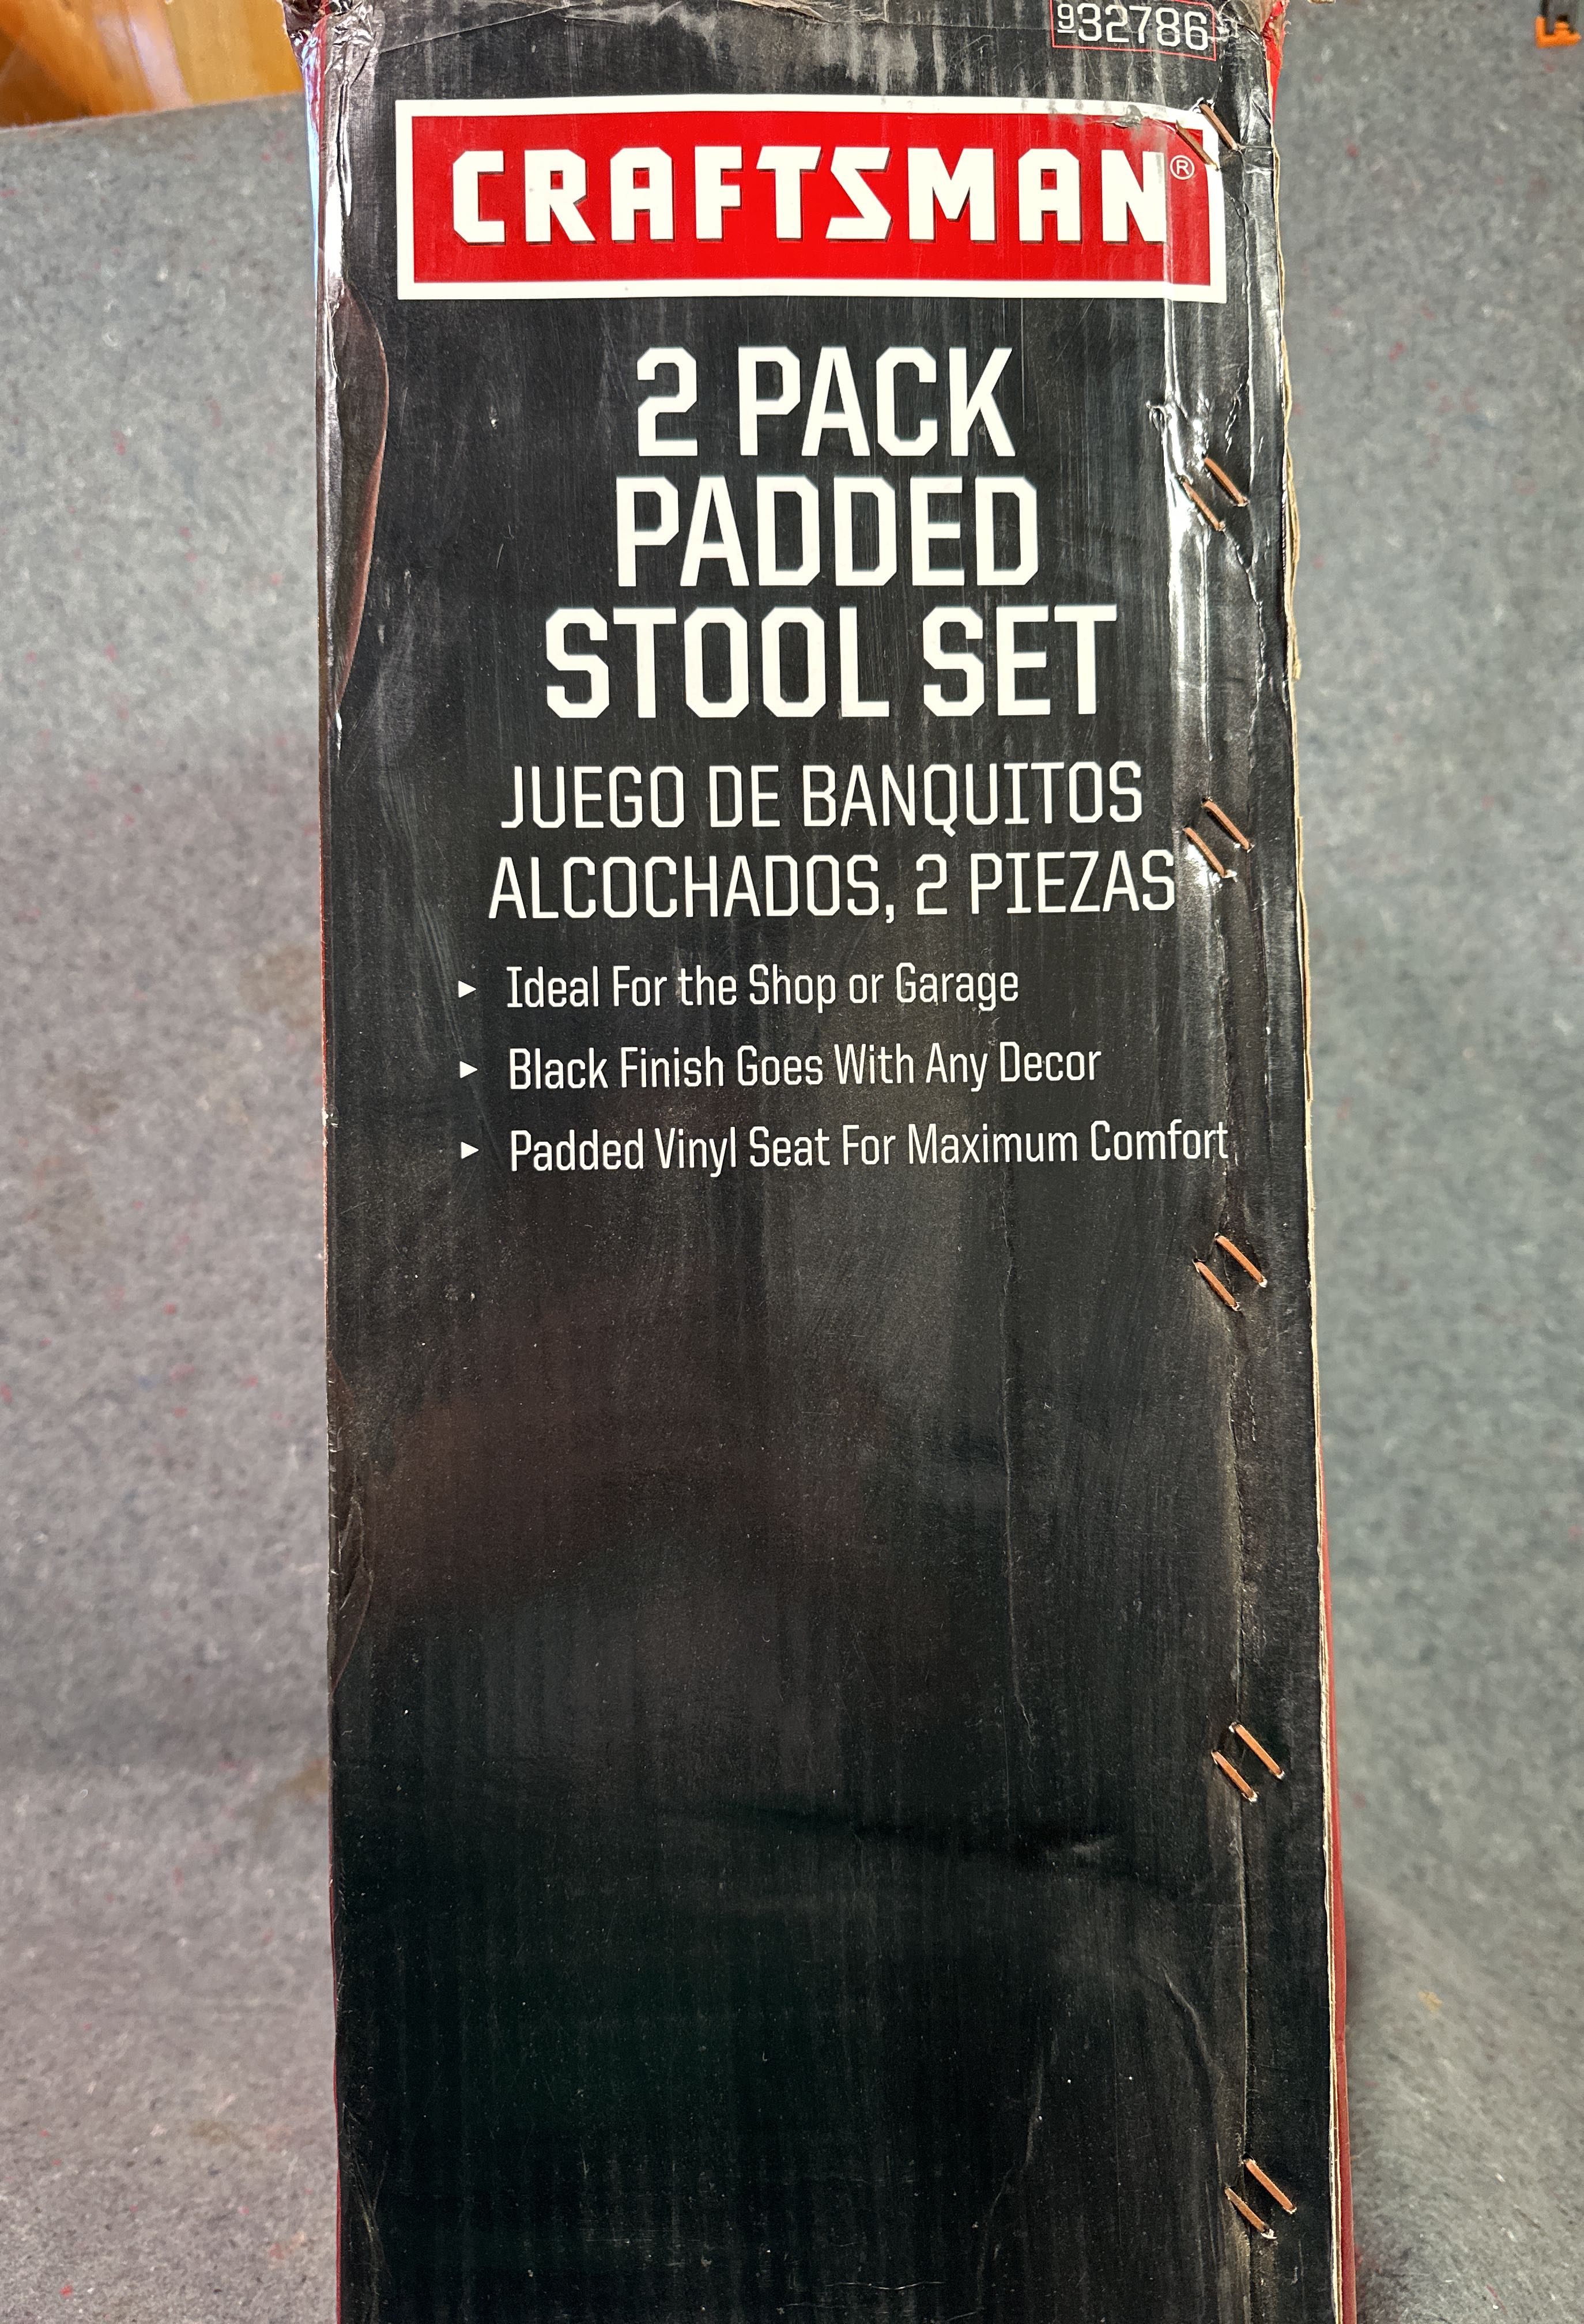 932786
CRAFTSMAN®
2 PACK
PADDED
STOOL SET
JUEGO DE BANQUITOS
ALCOCHADOS, 2 PIEZAS
▸ Ideal For the Shop or Garage
▸ Black Finish Goes With Any Decor
▸ Padded Vinyl Seat For Maximum Comfort